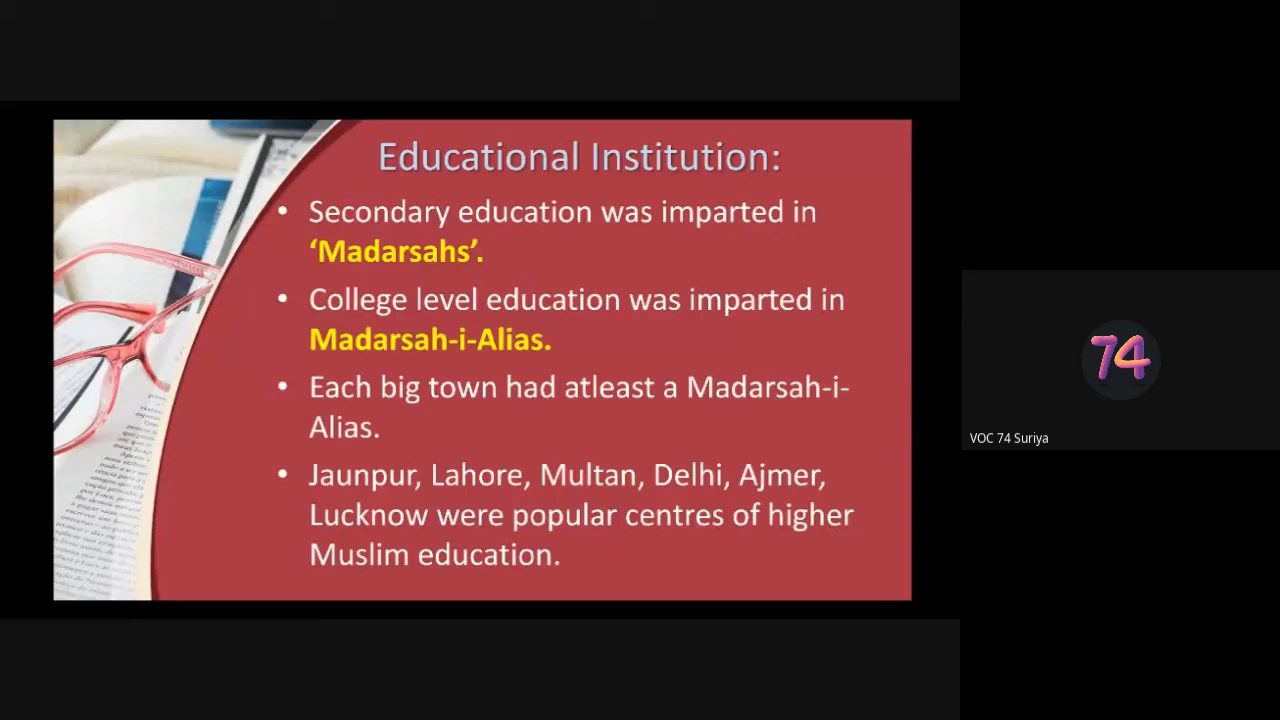 Educational Institution:
• Secondary education was imparted in
‘Madarsahs’.
• College level education was imparted in
Madarsah-i-Alias.
• Each big town had atleast a Madarsah-i-
Alias.
• Jaunpur, Lahore, Multan, Delhi, Ajmer,
Lucknow were popular centres of higher
Muslim education.
74
VOC 74 Suriya